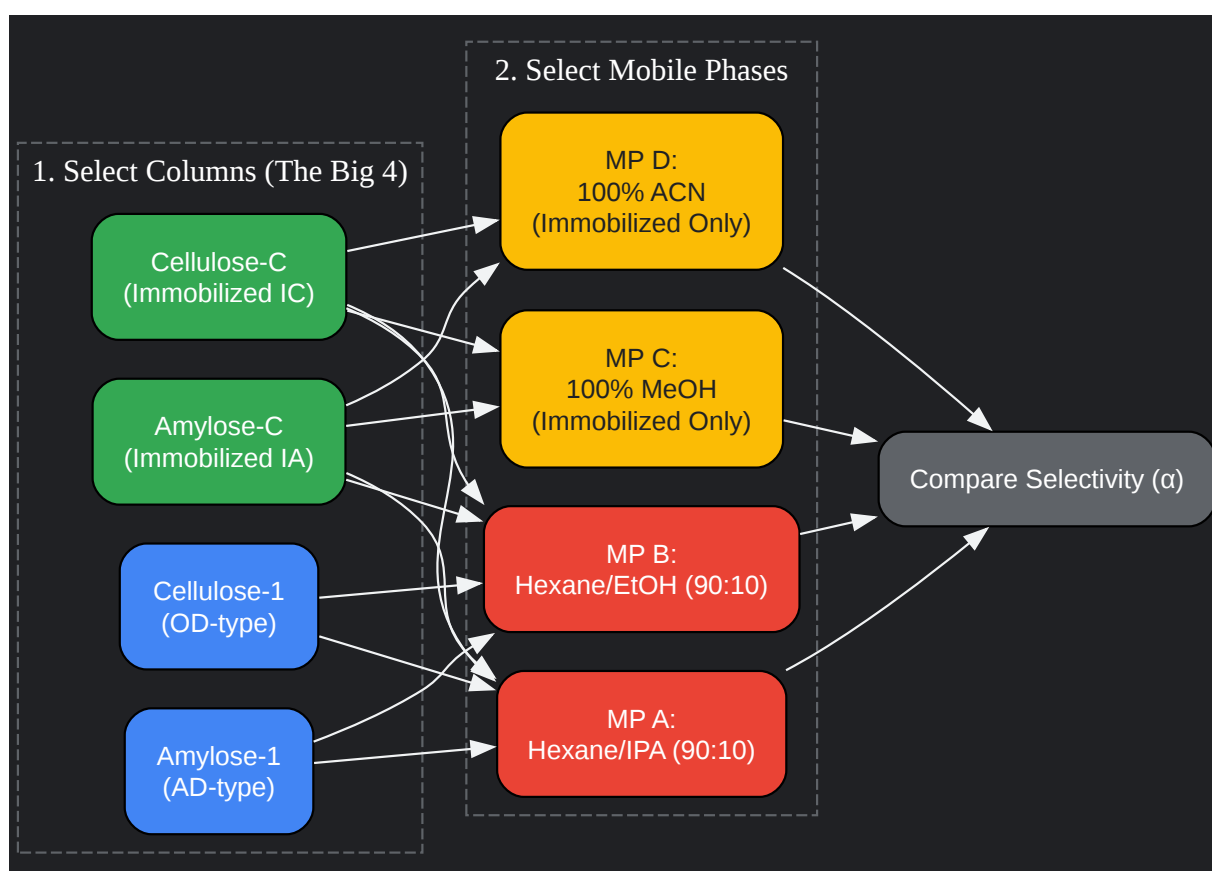 1. Select Columns (The Big 4)
Cellulose-C
(Immobilized IC)
Amylose-C
(Immobilized IA)
Cellulose-1
(OD-type)
Amylose-1
(AD-type)
2. Select Mobile Phases
MP D:
100% ACN
(Immobilized Only)
MP C:
100% MeOH
(Immobilized Only)
MP B:
Hexane/EtOH (90:10)
MP A:
Hexane/IPA (90:10)
Compare Selectivity (α)